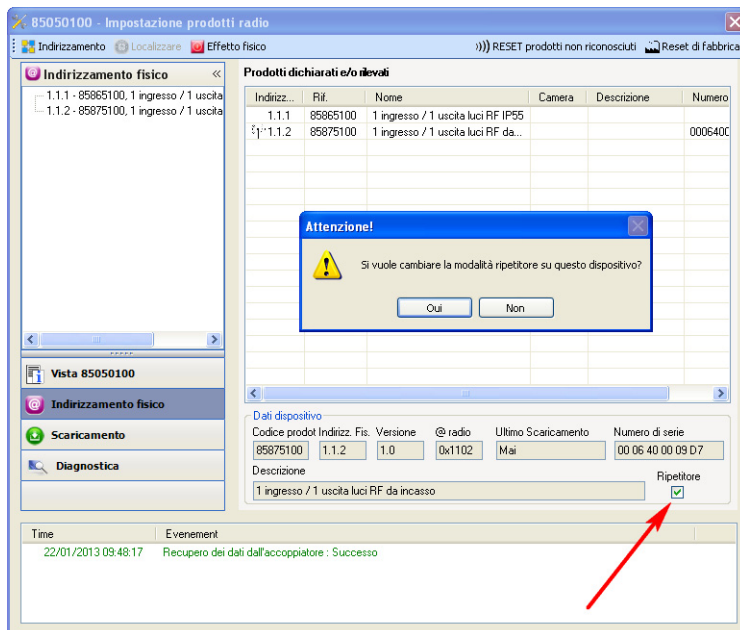 85050100 - Impostazione prodotti radio
Indirizzamento Localizzare Effetto fisico ))) RESET prodotti non riconosciuti Reset di fabbrica
Indirizzamento fisico «
1.1.1 - 85865100, 1 ingresso / 1 uscita
1.1.2 - 85875100, 1 ingresso / 1 uscita
Vista 85050100
Indirizzamento fisico
Scaricamento
Diagnostica
Prodotti dichiarati e/o rilevati
Indirizz... Rif. Nome Camera Descrizione Numero
1.1.1 85865100 1 ingresso / 1 uscita luci RF IP55
1.1.2 85875100 1 ingresso / 1 uscita luci RF da... 0006400
Attenzione!
Si vuole cambiare la modalità ripetitore su questo dispositivo?
Oui Non
Dati dispositivo
Codice prodot Indirizz. Fis. Versione @ radio Ultimo Scaricamento Numero di serie
85875100 1.1.2 1.0 0x1102 Mai 00 06 40 00 09 D7
Descrizione Ripetitore
1 ingresso / 1 uscita luci RF da incasso
Time Evenement
22/01/2013 09:48:17 Recupero dei dati dall'accoppiatore : Successo